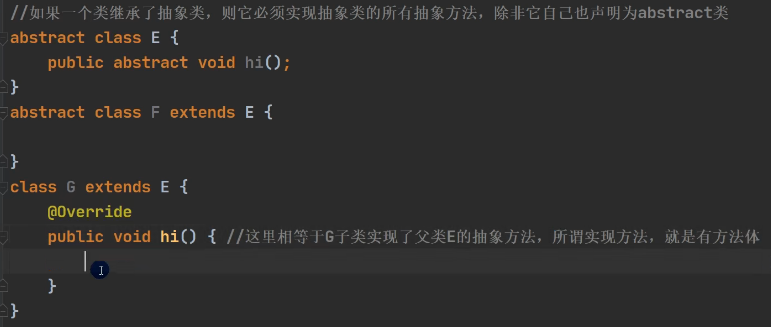 //如果一个类继承了抽象类，则它必须实现抽象类的所有抽象方法，除非它自己也声明为abstract类
abstract class E {
    public abstract void hi();
}
abstract class F extends E {
}
class G extends E {
    @Override
    public void hi() { //这里相等于G子类实现了父类E的抽象方法，所谓实现方法，就是有方法体
    }
}